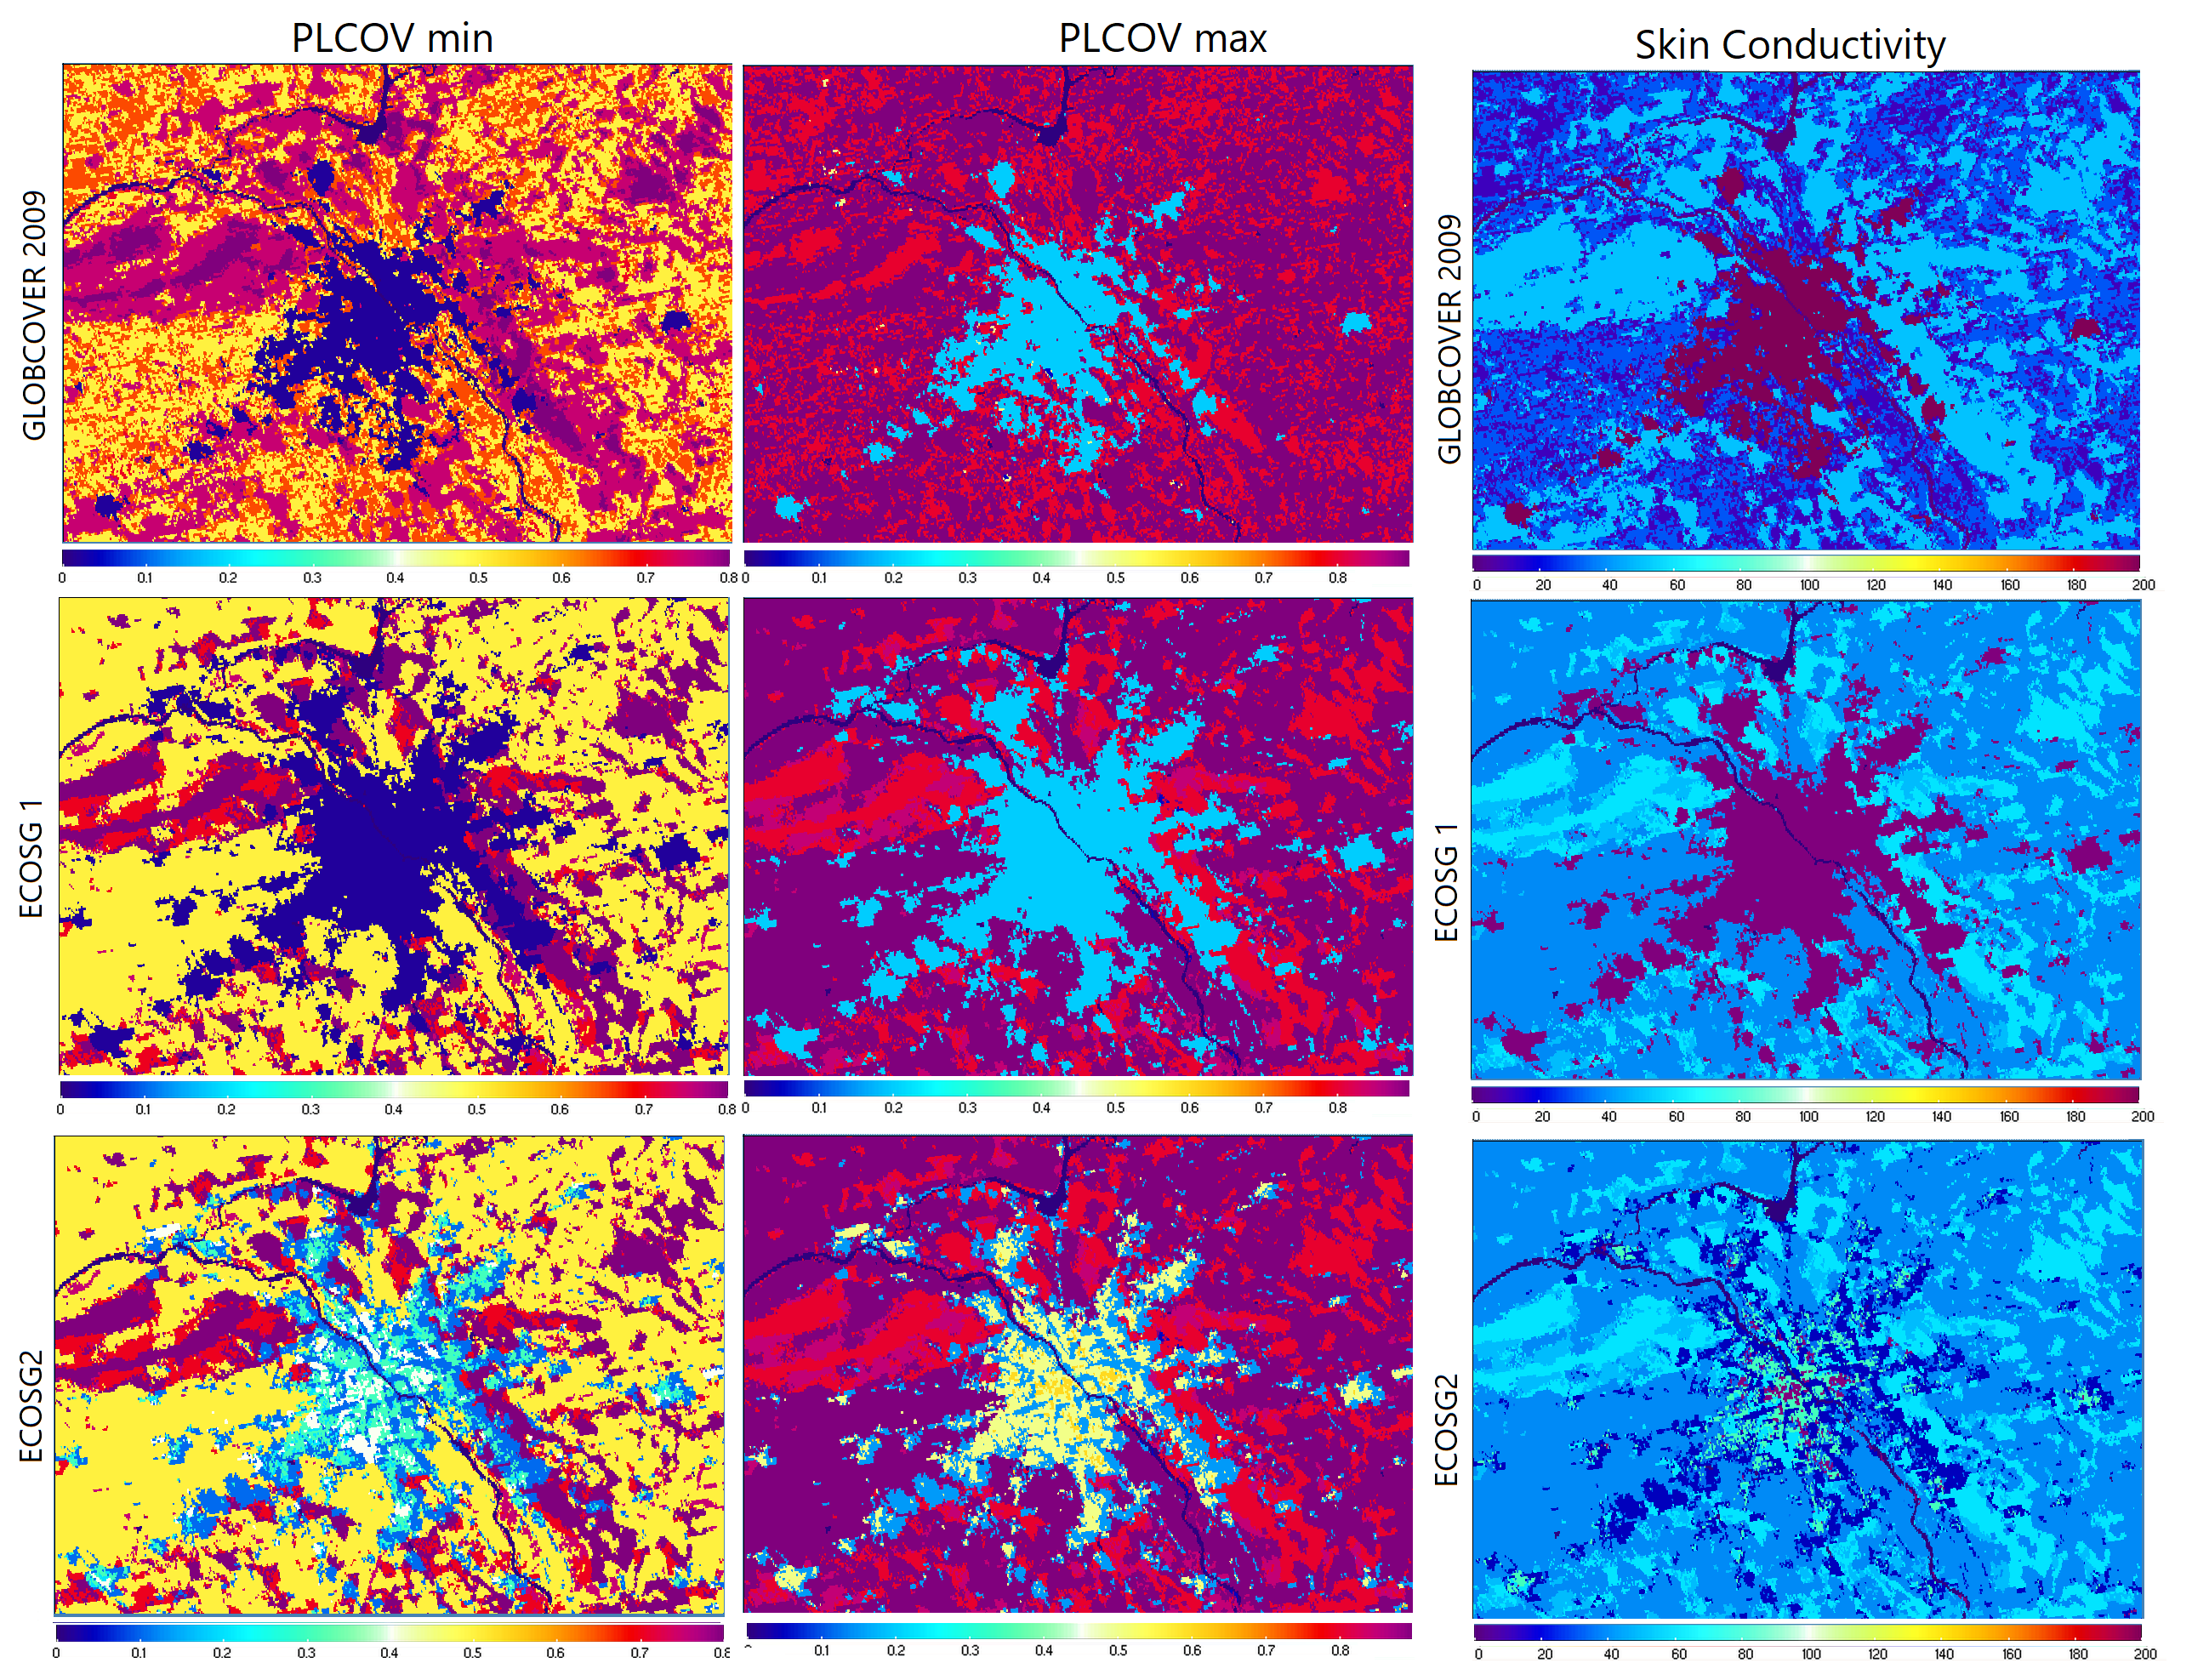 PLCOV min
PLCOV max
Skin Conductivity
GLOBCOVER 2009
GLOBCOVER 2009
0 0.1 0.2 0.3 0.4 0.5 0.6 0.7 0.8
0 0.1 0.2 0.3 0.4 0.5 0.6 0.7 0.8
0 20 40 60 80 100 120 140 160 180 200
ECOSG 1
ECOSG 1
0 0.1 0.2 0.3 0.4 0.5 0.6 0.7 0.8
0 0.1 0.2 0.3 0.4 0.5 0.6 0.7 0.8
0 20 40 60 80 100 120 140 160 180 200
ECOSG2
ECOSG2
0 0.1 0.2 0.3 0.4 0.5 0.6 0.7
0.1 0.2 0.3 0.4 0.5 0.6 0.7 0.8
0 20 40 60 80 100 120 140 160 180 200